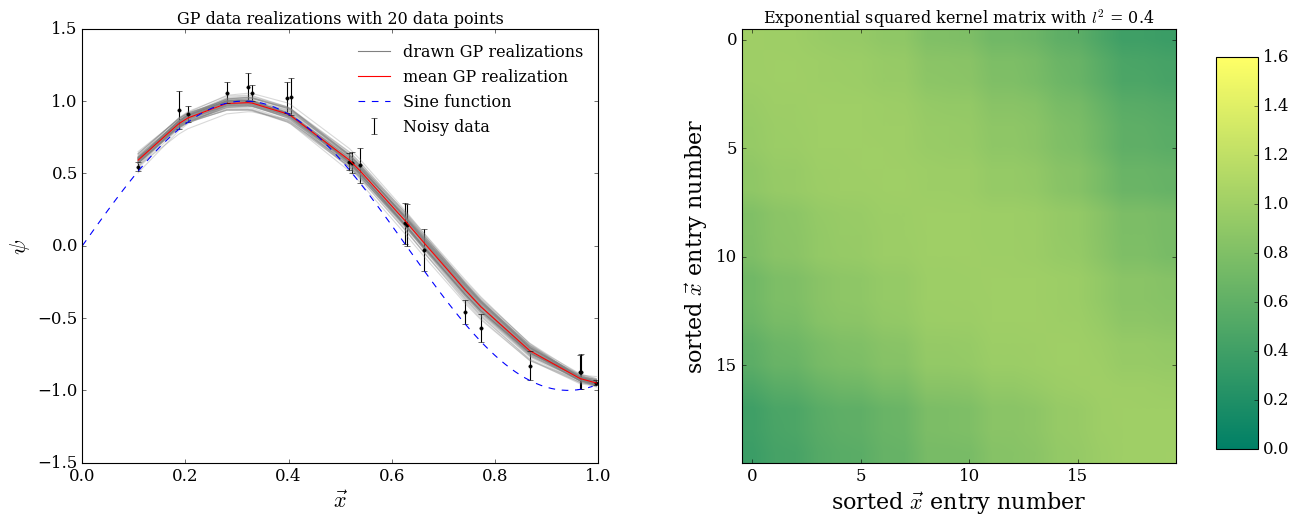 GP data realizations with 20 data points
1.5
1.0
0.5
0.0
−0.5
−1.0
−1.5
ψ
0.0 0.2 0.4 0.6 0.8 1.0
x⃗
drawn GP realizations
mean GP realization
Sine function
Noisy data
Exponential squared kernel matrix with l² = 0.4
0
5
10
15
sorted x⃗ entry number
0 5 10 15
sorted x⃗ entry number
1.6
1.4
1.2
1.0
0.8
0.6
0.4
0.2
0.0